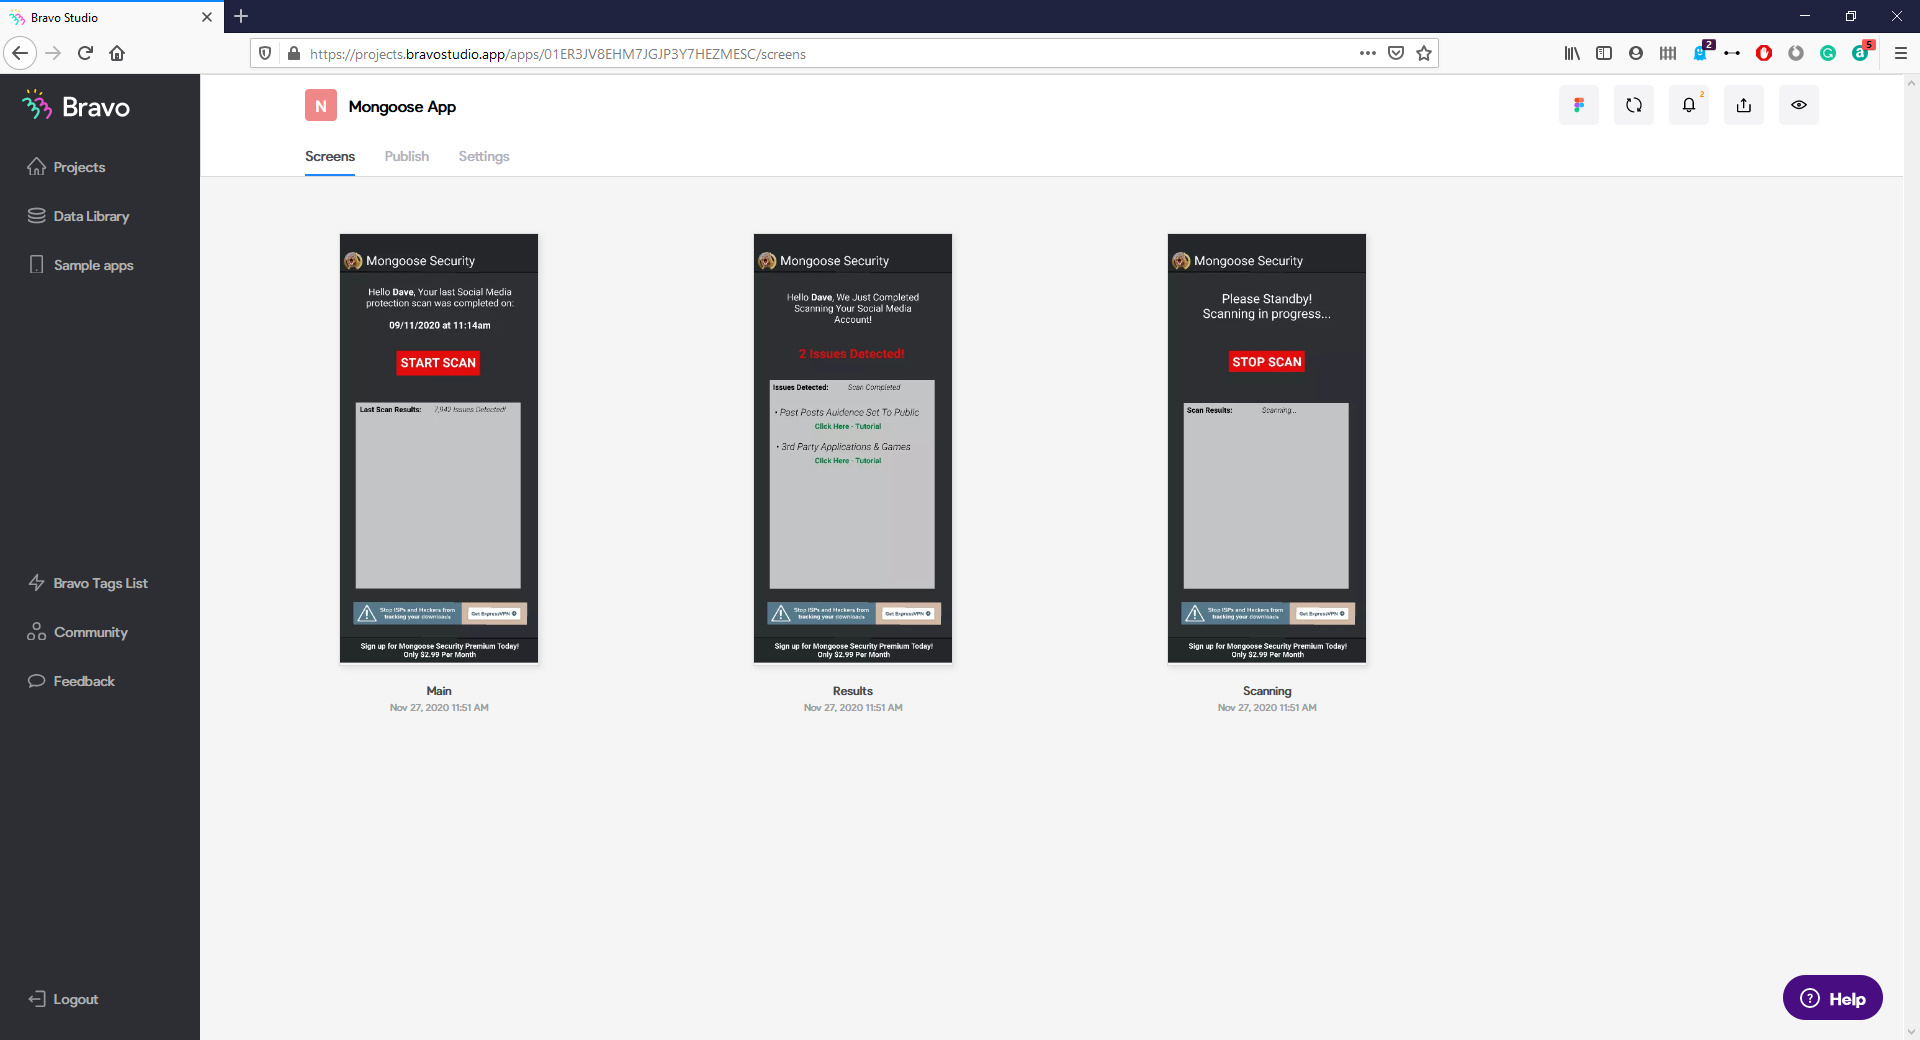 Bravo Studio
https://projects.bravostudio.app/apps/01ER3JV8EHM7JGJP3Y7HEZMESC/screens
2
5
Bravo
Projects
Data Library
Sample apps
Bravo Tags List
Community
Feedback
Logout
N Mongoose App
2
Screens Publish Settings
Mongoose Security
Hello Dave, Your last Social Media
protection scan was completed on:
09/11/2020 at 11:14am
START SCAN
Last Scan Results: 7,942 Issues Detected!
Stop ISPs and Hackers from
tracking your downloads
Get ExpressVPN
Sign up for Mongoose Security Premium Today!
Only $2.99 Per Month
Main
Nov 27, 2020 11:51 AM
Mongoose Security
Hello Dave, We Just Completed
Scanning Your Social Media
Account!
2 Issues Detected!
Issues Detected: Scan Completed
• Past Posts Auidence Set To Public
Click Here - Tutorial
• 3rd Party Applications & Games
Click Here - Tutorial
Stop ISPs and Hackers from
tracking your downloads
Get ExpressVPN
Sign up for Mongoose Security Premium Today!
Only $2.99 Per Month
Results
Nov 27, 2020 11:51 AM
Mongoose Security
Please Standby!
Scanning in progress...
STOP SCAN
Scan Results: Scanning...
Stop ISPs and Hackers from
tracking your downloads
Get ExpressVPN
Sign up for Mongoose Security Premium Today!
Only $2.99 Per Month
Scanning
Nov 27, 2020 11:51 AM
Help